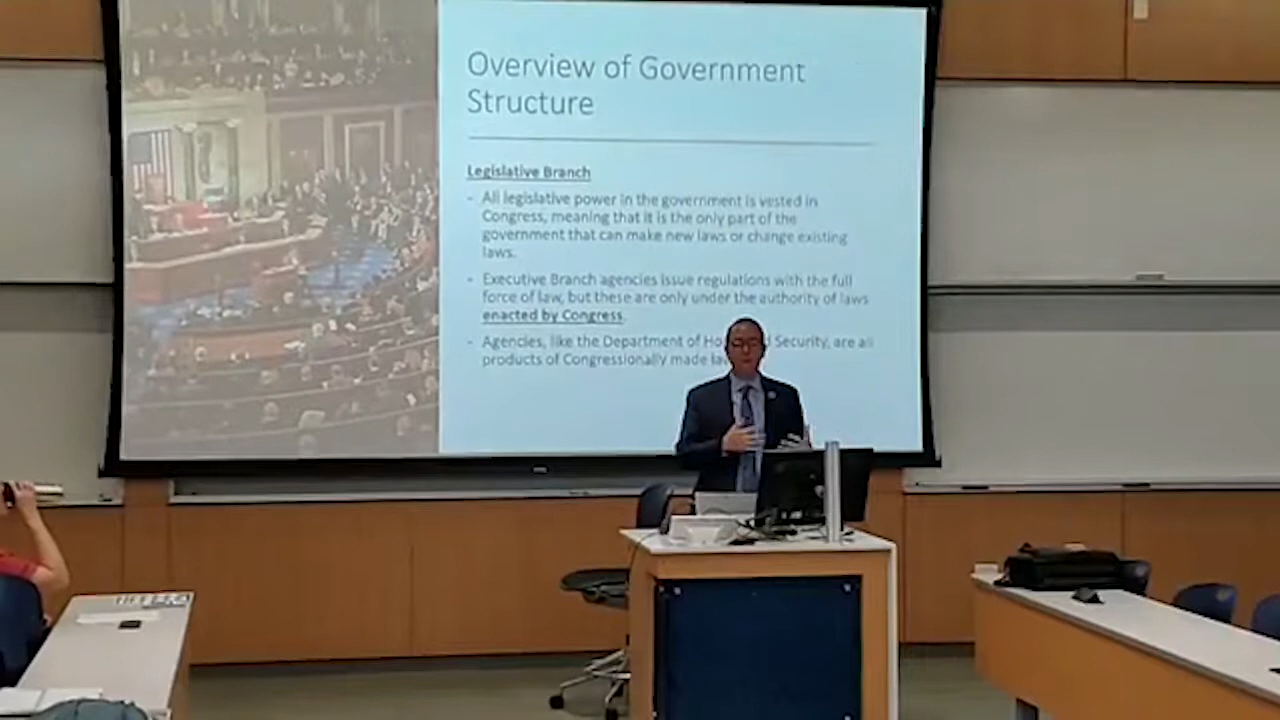 Overview of Government
Structure
Legislative Branch
- All legislative power in the government is vested in
Congress, meaning that it is the only part of the
government that can make new laws or change existing
laws.
- Executive Branch agencies issue regulations with the full
force of law, but these are only under the authority of laws
enacted by Congress.
- Agencies, like the Department of Security, are all
products of Congressionally made